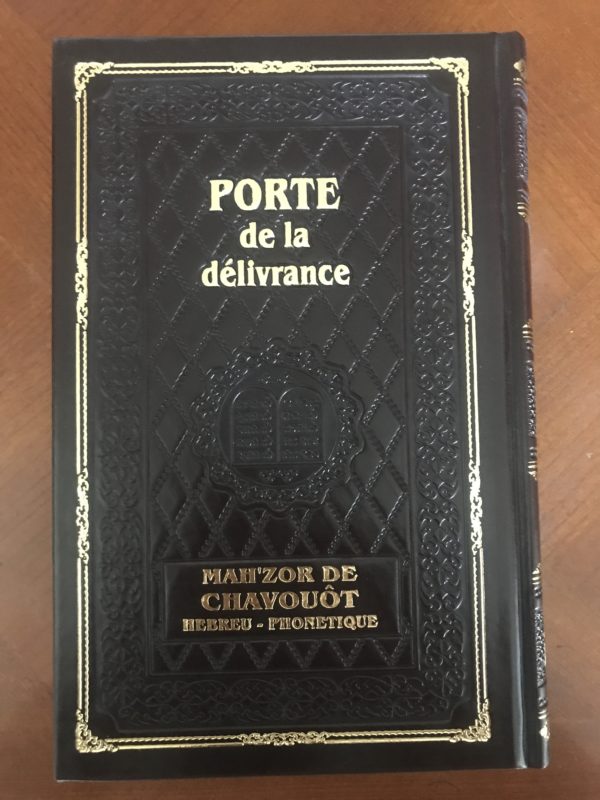 PORTE
de la
délivrance
MAH'ZOR DE
CHAVOUÔT
HEBREU - PHONETIQUE